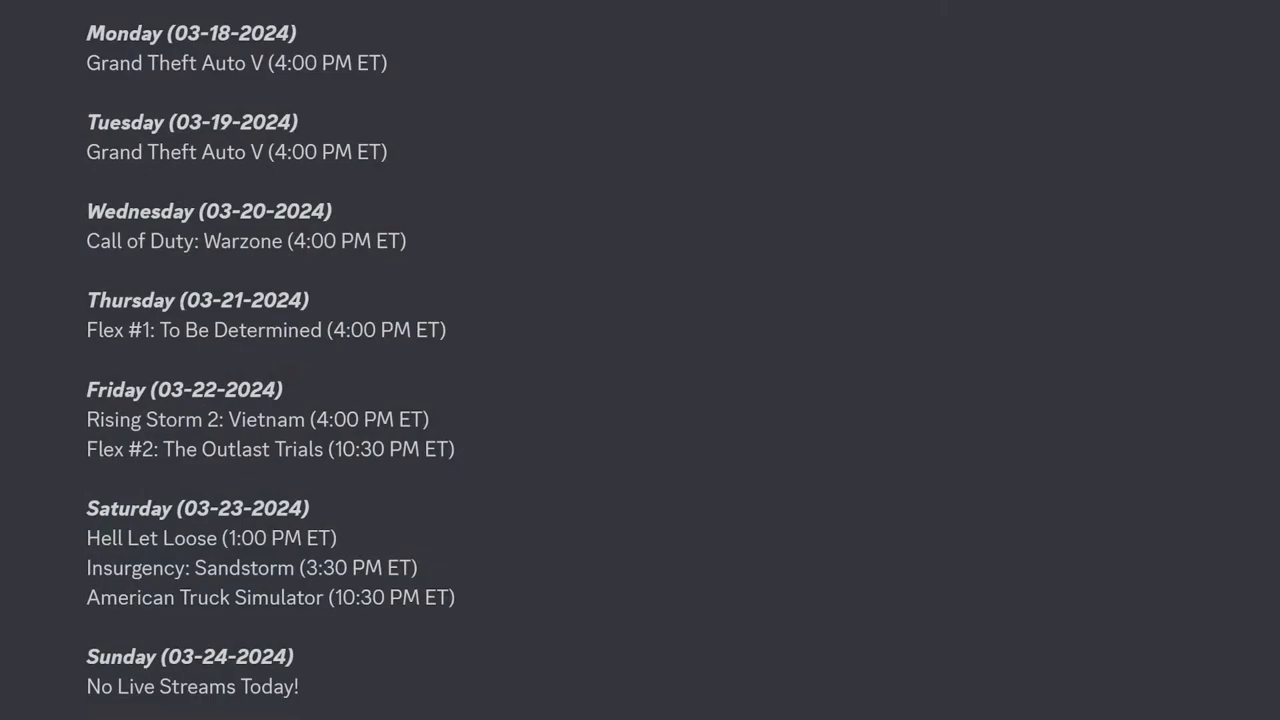 Monday (03-18-2024)
Grand Theft Auto V (4:00 PM ET)
Tuesday (03-19-2024)
Grand Theft Auto V (4:00 PM ET)
Wednesday (03-20-2024)
Call of Duty: Warzone (4:00 PM ET)
Thursday (03-21-2024)
Flex #1: To Be Determined (4:00 PM ET)
Friday (03-22-2024)
Rising Storm 2: Vietnam (4:00 PM ET)
Flex #2: The Outlast Trials (10:30 PM ET)
Saturday (03-23-2024)
Hell Let Loose (1:00 PM ET)
Insurgency: Sandstorm (3:30 PM ET)
American Truck Simulator (10:30 PM ET)
Sunday (03-24-2024)
No Live Streams Today!